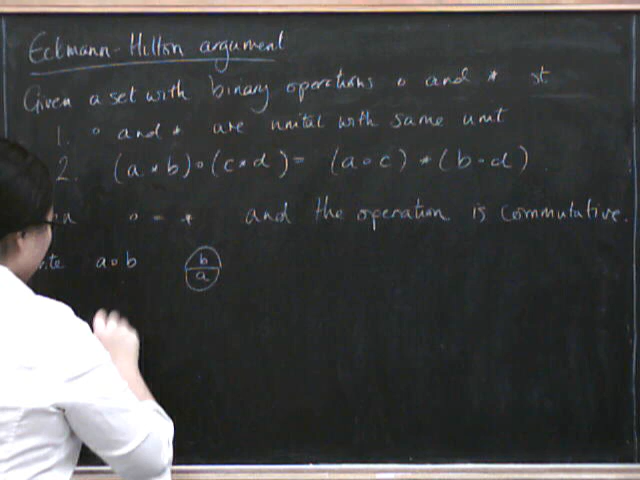 Eckmann-Hilton argument
Given a set with binary operations ∘ and * st
1. ∘ and * are unital with same unit
2. (a * b) ∘ (c * d) = (a ∘ c) * (b ∘ d)
∘ = * and the operation is commutative.
a ∘ b
b
a